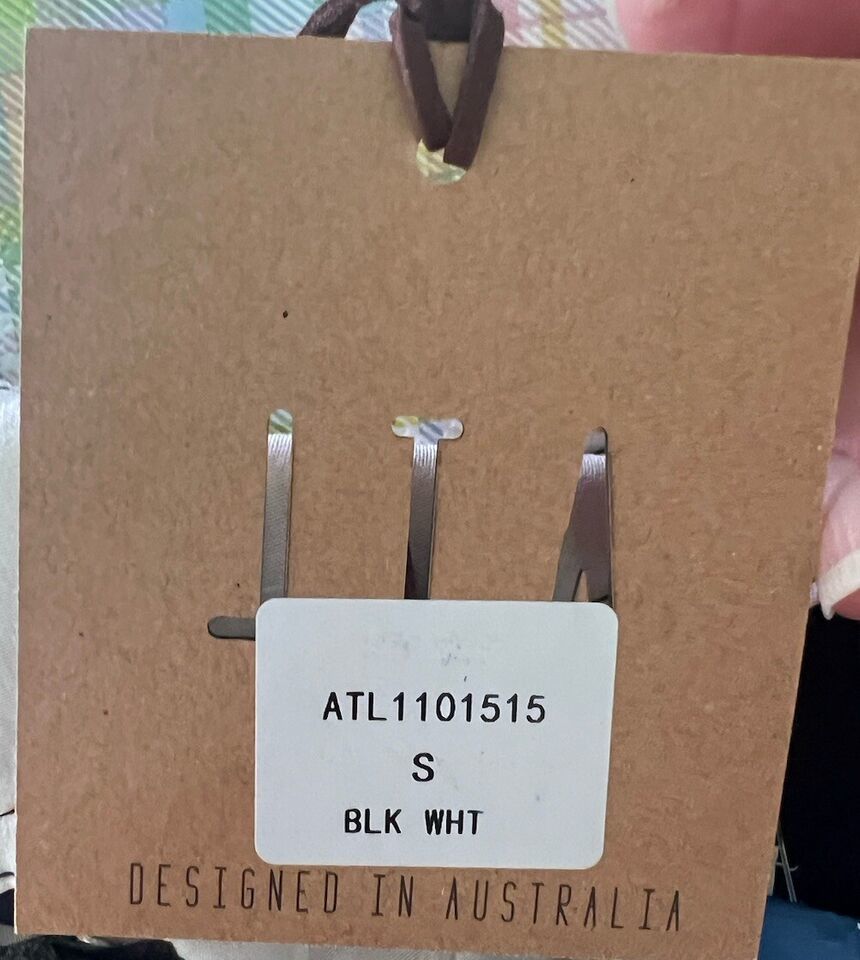 ATL1101515
S
BLK WHT
DESIGNED IN AUSTRALIA